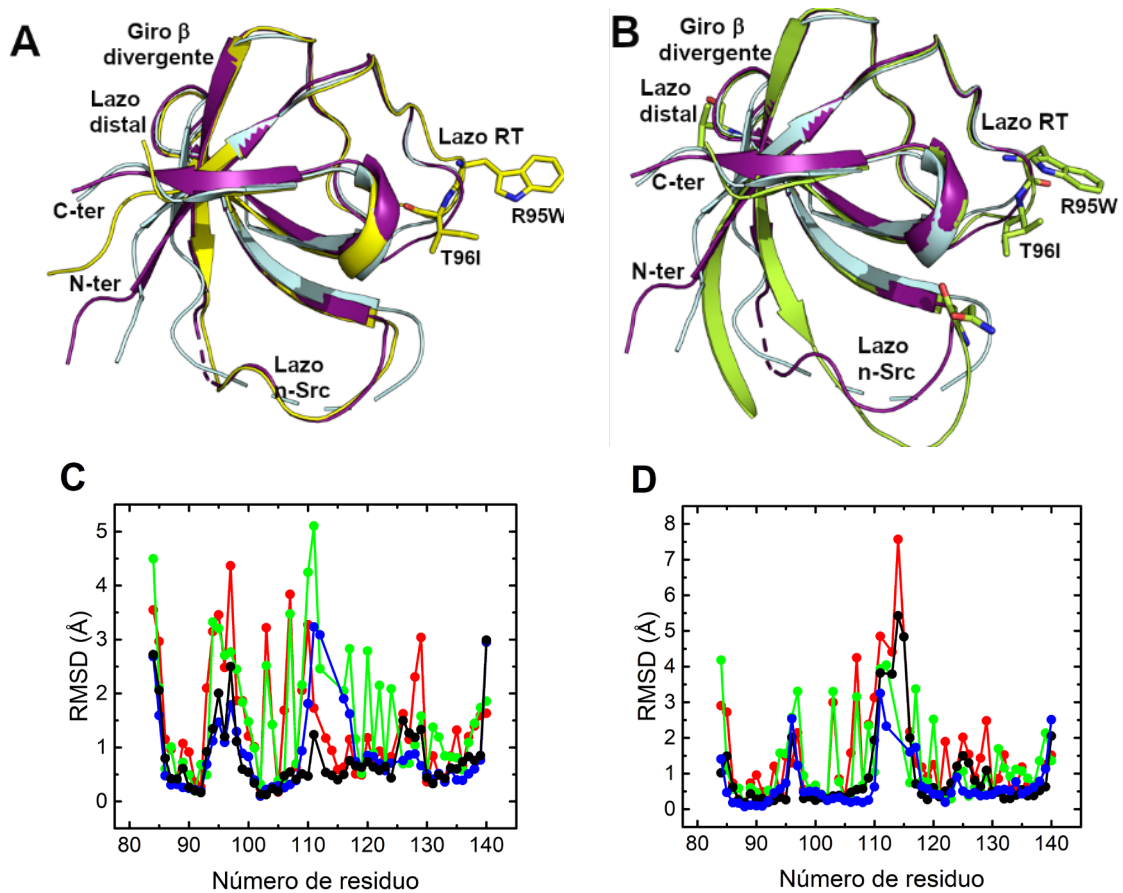 A
Giro β
divergente
Lazo
distal
Lazo RT
C-ter
R95W
T96I
N-ter
Lazo
n-Src
B
Giro β
divergente
Lazo
distal
Lazo RT
C-ter
R95W
T96I
N-ter
Lazo
n-Src
C
5
4
3
2
1
0
RMSD (Å)
80 90 100 110 120 130 140
Número de residuo
D
8
7
6
5
4
3
2
1
0
RMSD (Å)
80 90 100 110 120 130 140
Número de residuo